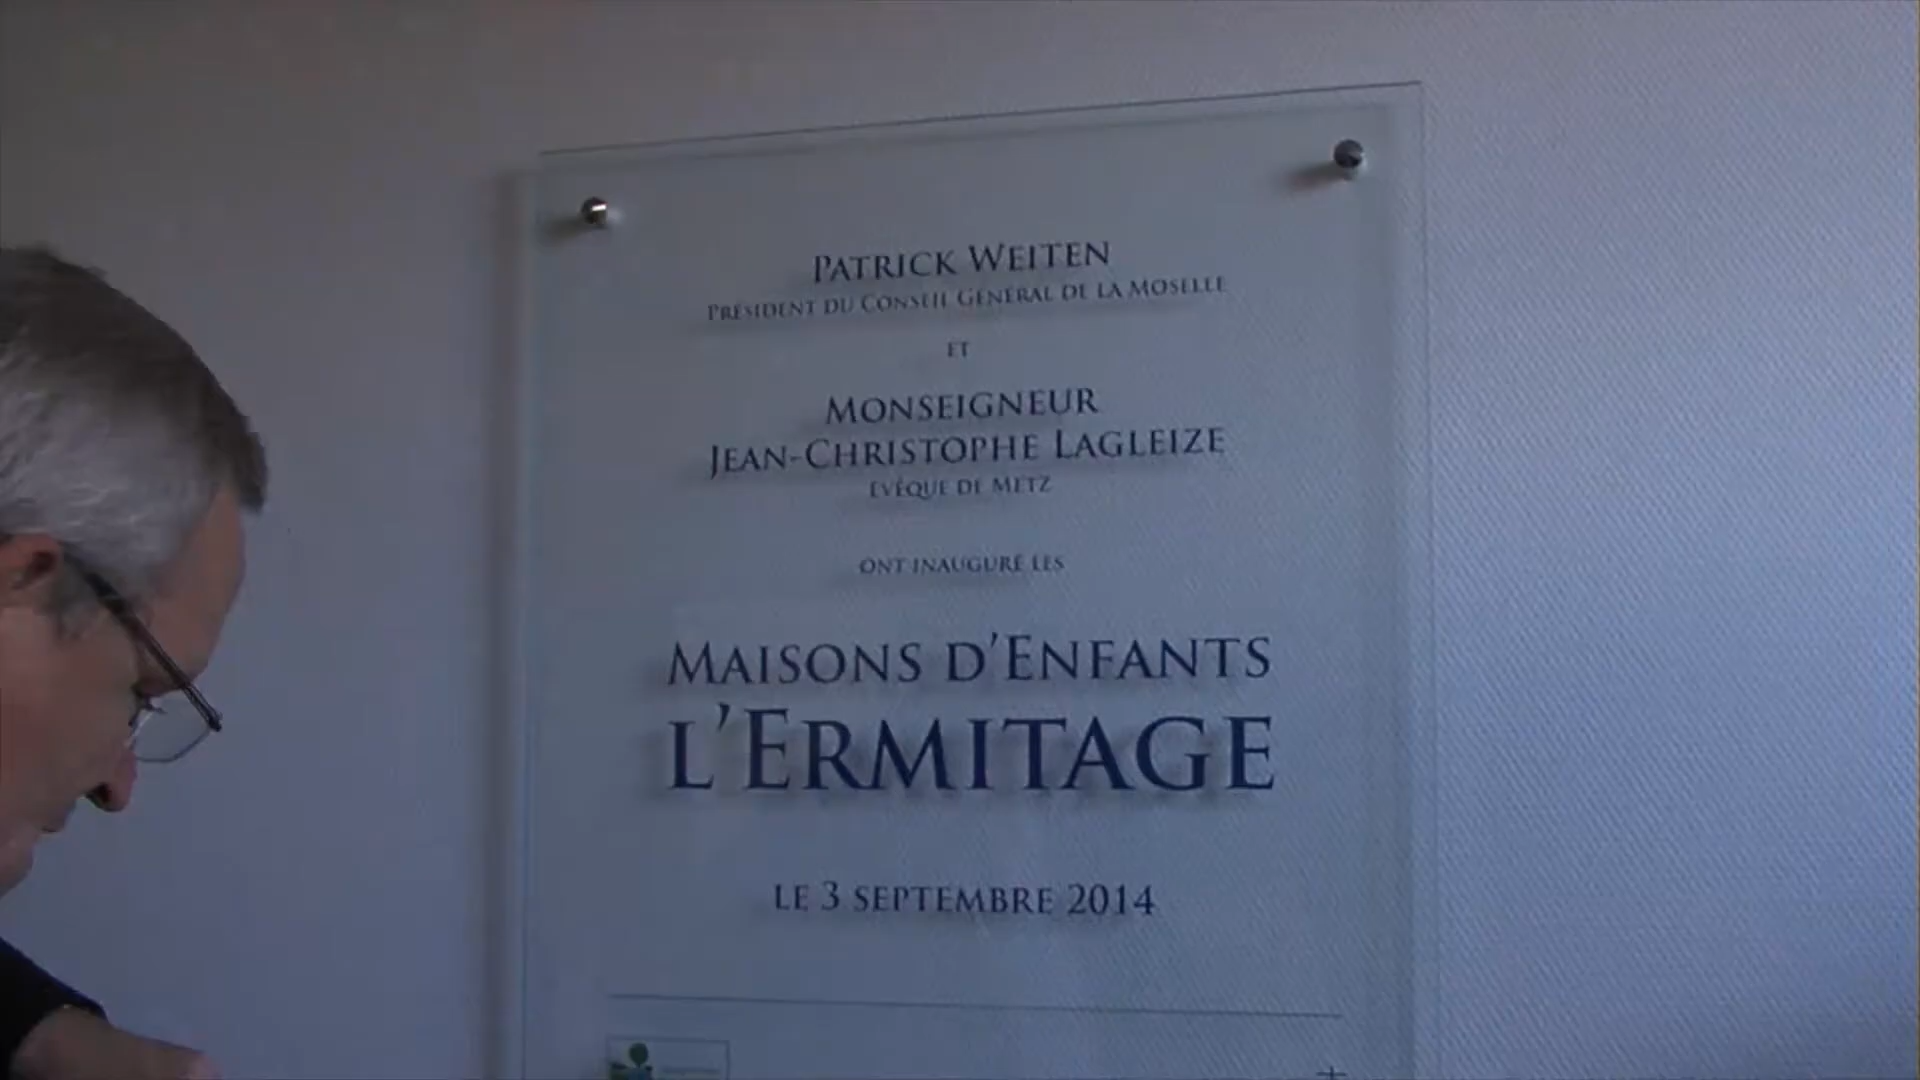 PATRICK WEITEN
PRÉSIDENT DU CONSEIL GÉNÉRAL DE LA MOSELLE
ET
MONSEIGNEUR
JEAN-CHRISTOPHE LAGLEIZE
ÉVÊQUE DE METZ
ONT INAUGURÉ LES
MAISONS D'ENFANTS
L'ERMITAGE
LE 3 SEPTEMBRE 2014